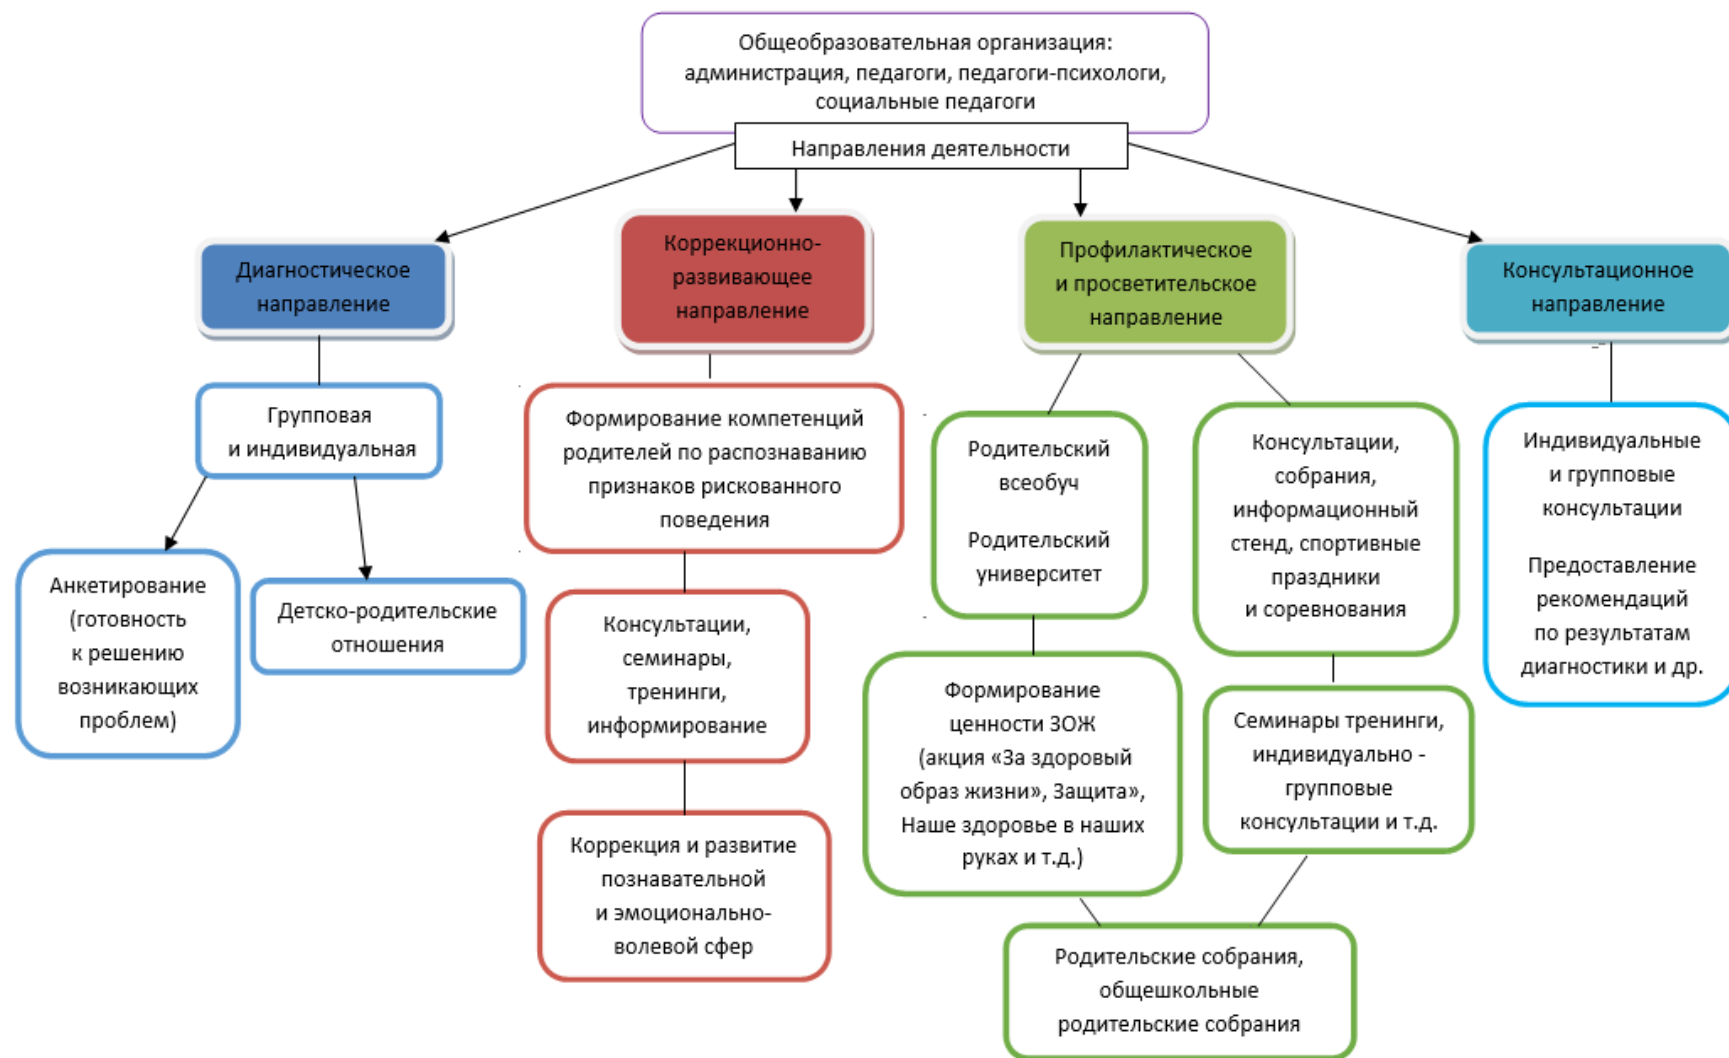 Общеобразовательная организация:
администрация, педагоги, педагоги-психологи,
социальные педагоги
Направления деятельности
Диагностическое
направление
Коррекционно-
развивающее
направление
Профилактическое
и просветительское
направление
Консультационное
направление
Групповая
и индивидуальная
Анкетирование
(готовность
к решению
возникающих
проблем)
Детско-родительские
отношения
Формирование компетенций
родителей по распознаванию
признаков рискованного
поведения
Консультации,
семинары,
тренинги,
информирование
Коррекция и развитие
познавательной
и эмоционально-
волевой сфер
Родительский
всеобуч
Родительский
университет
Формирование
ценности ЗОЖ
(акция «За здоровый
образ жизни», Защита»,
Наше здоровье в наших
руках и т.д.)
Консультации,
собрания,
информационный
стенд, спортивные
праздники
и соревнования
Семинары тренинги,
индивидуально -
групповые
консультации и т.д.
Родительские собрания,
общешкольные
родительские собрания
Индивидуальные
и групповые
консультации
Предоставление
рекомендаций
по результатам
диагностики и др.